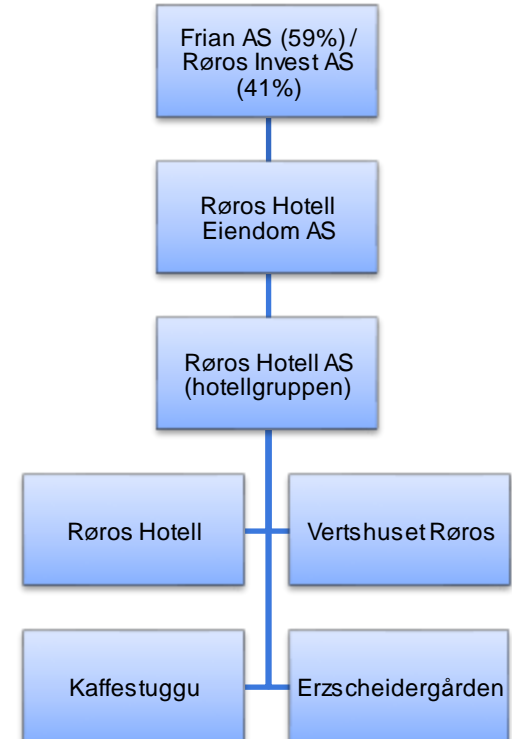 Frian AS (59%) /
Røros Invest AS
(41%)
Røros Hotell
Eiendom AS
Røros Hotell AS
(hotellgruppen)
Røros Hotell
Vertshuset Røros
Kaffestuggu
Erzscheidergården